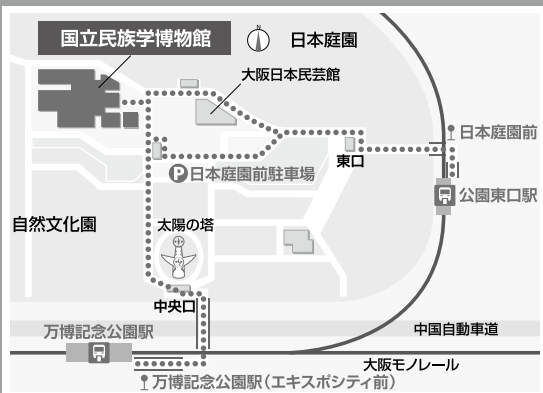 国立民族学博物館
N
日本庭園
大阪日本民芸館
日本庭園前
東口
P日本庭園前駐車場
公園東口駅
自然文化園
太陽の塔
中央口
万博記念公園駅
中国自動車道
大阪モノレール
万博記念公園駅(エキスポシティ前)